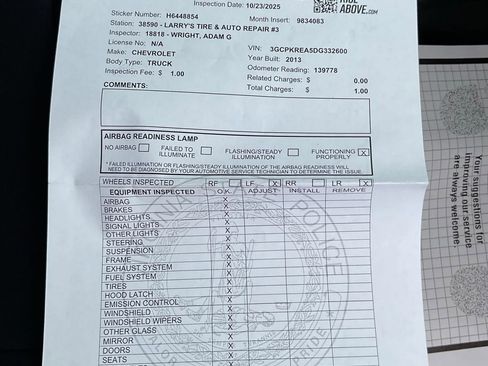 Inspection Date: 10/23/2025
ABOVE.COM
Sticker Number: H6448854
Month Insert: 9834083
Station: 38590 - LARRY'S TIRE & AUTO REPAIR #3
Inspector: 18818 - WRIGHT, ADAM G
License No: N/A
VIN: 3GCPKREA5DG332600
Make: CHEVROLET
Year Built: 2013
Body Type: TRUCK
Odometer Reading: 139778
Inspection Fee: $ 1.00
Related Charges: $ 0.00
Total Charges: $ 1.00
COMMENTS:
AIRBAG READINESS LAMP
NO AIRBAG
FAILED TO ILLUMINATE
FLASHING/STEADY ILLUMINATION
FUNCTIONING PROPERLY X
* FAILED ILLUMINATION OR FLASHING/STEADY ILLUMINATION OF THE AIRBAG READINESS WILL
NEED TO BE DIAGNOSED BY YOUR AUTOMOTIVE SERVICE TECHNICIAN TO DETERMINE THE ISSUE.
WHEELS INSPECTED RF LF X RR LR X
EQUIPMENT INSPECTED O.K. ADJUST INSTALL REMOVE
AIRBAG X
BRAKES X
HEADLIGHTS X
SIGNAL LIGHTS X
OTHER LIGHTS X
STEERING X
SUSPENSION X
FRAME X
EXHAUST SYSTEM X
FUEL SYSTEM X
TIRES X
HOOD LATCH X
EMISSION CONTROL X
WINDSHIELD X
WINDSHIELD WIPERS X
OTHER GLASS X
MIRROR X
DOORS X
SEATS X
POLICE
PRIDE
Your suggestions for
improving our service
are always welcome